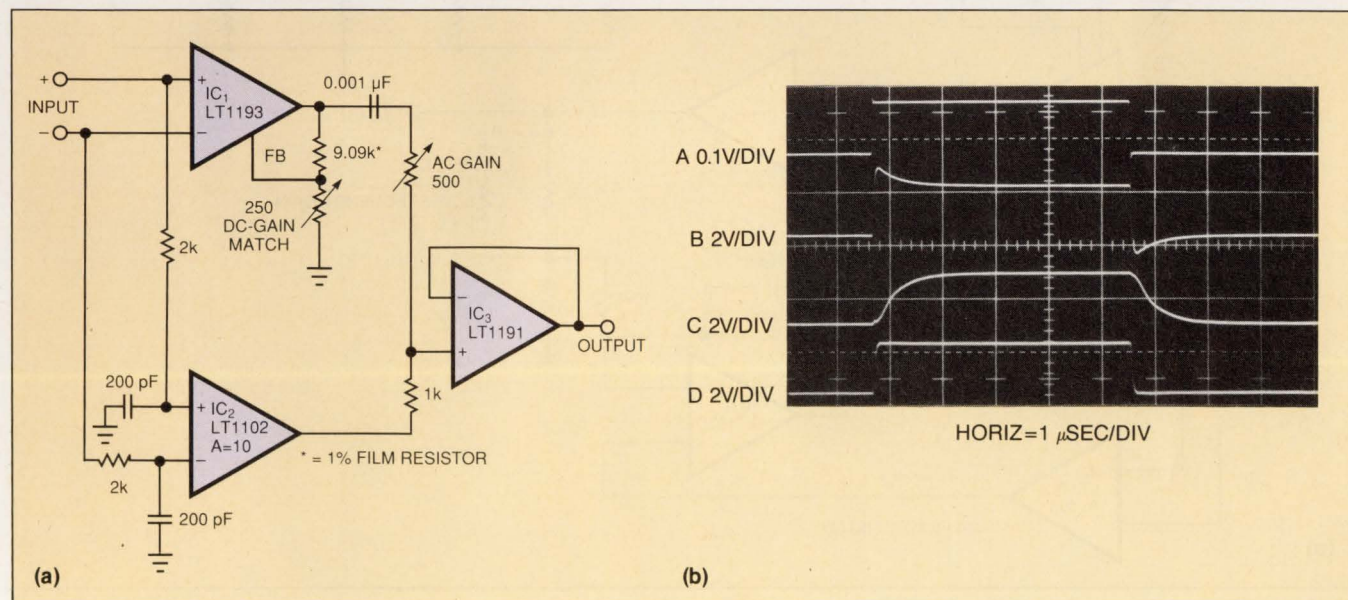 +
INPUT
−
+
IC₁
LT1193
−
FB
0.001 µF
9.09k*
AC GAIN
500
250
DC-GAIN
MATCH
2k
−
IC₃
LT1191
+
OUTPUT
200 pF
+
IC₂
LT1102
A=10
−
1k
* = 1% FILM RESISTOR
2k
200 pF
(a)
A 0.1V/DIV
B 2V/DIV
C 2V/DIV
D 2V/DIV
HORIZ=1 µSEC/DIV
(b)